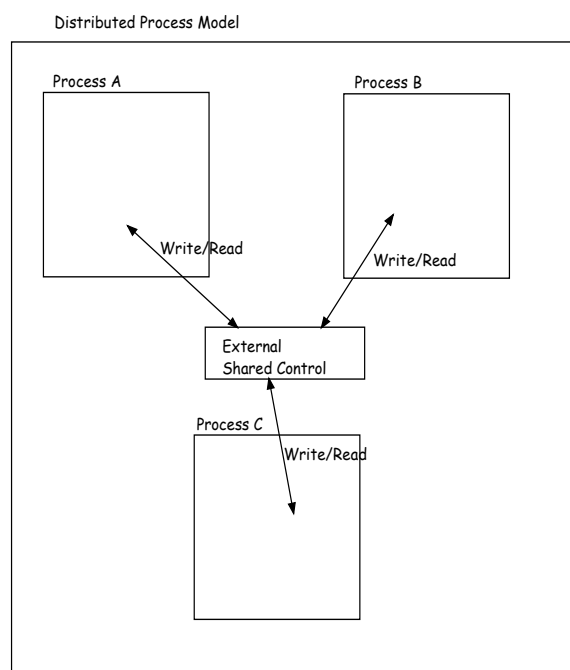 Distributed Process Model
Process A
Process B
Write/Read
Write/Read
External
Shared Control
Process C
Write/Read